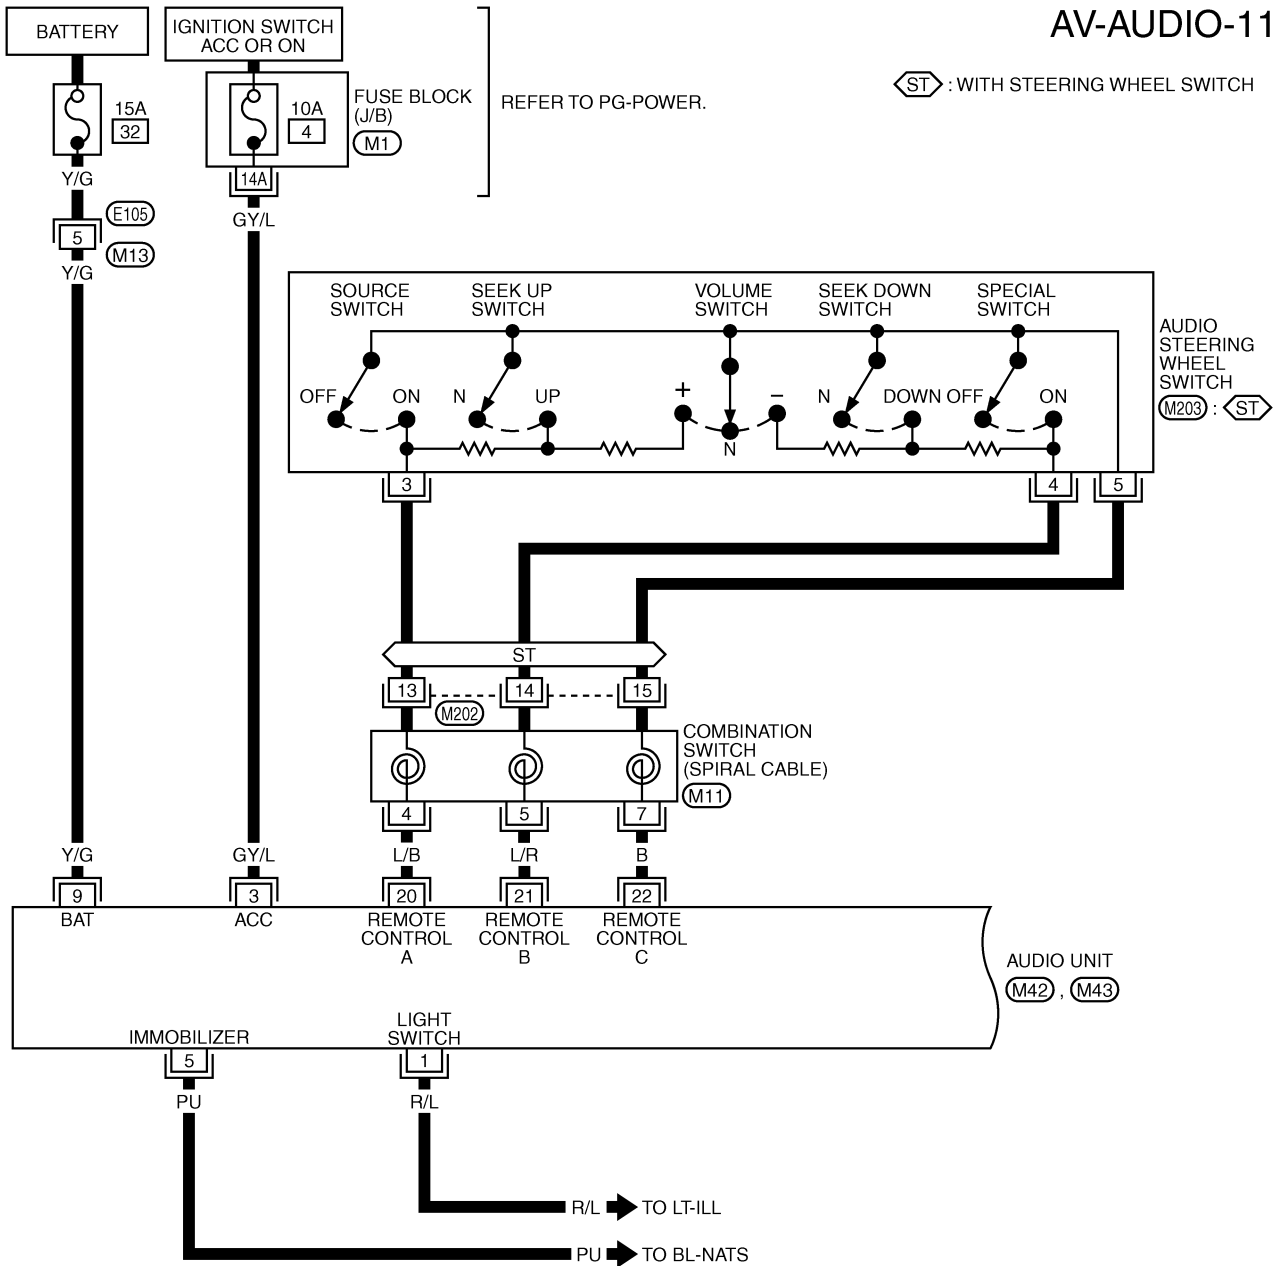 AV-AUDIO-11
BATTERY
IGNITION SWITCH
ACC OR ON
ST : WITH STEERING WHEEL SWITCH
15A
32
10A
4
FUSE BLOCK
(J/B)
M1
REFER TO PG-POWER.
Y/G
14A
GY/L
E105
5
M13
Y/G
SOURCE
SWITCH
SEEK UP
SWITCH
VOLUME
SWITCH
SEEK DOWN
SWITCH
SPECIAL
SWITCH
AUDIO
STEERING
WHEEL
SWITCH
M203 : ST
OFF
ON
N
UP
+
N
−
N
DOWN
OFF
ON
3
4
5
ST
13
14
15
M202
COMBINATION
SWITCH
(SPIRAL CABLE)
M11
4
5
7
Y/G
GY/L
L/B
L/R
B
9
3
20
21
22
BAT
ACC
REMOTE
CONTROL
A
REMOTE
CONTROL
B
REMOTE
CONTROL
C
AUDIO UNIT
M42 , M43
IMMOBILIZER
LIGHT
SWITCH
5
1
PU
R/L
R/L TO LT-ILL
PU TO BL-NATS